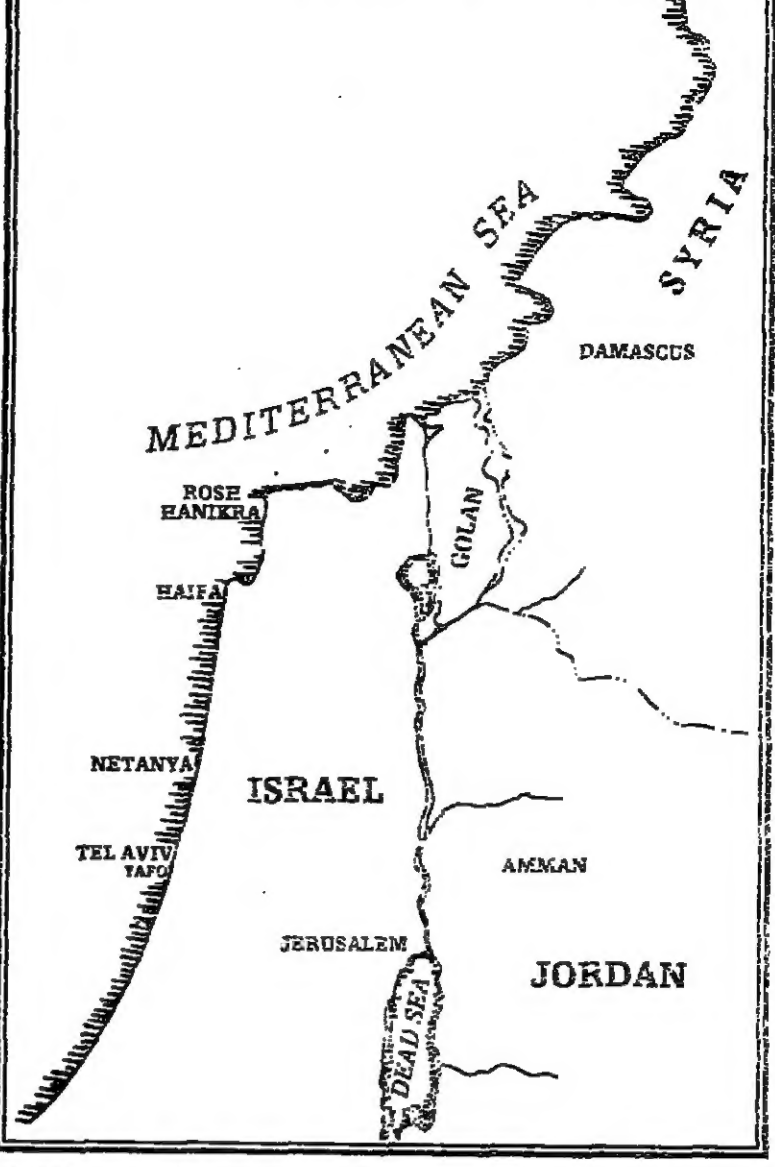 MEDITERRANEAN SEA
SYRIA
DAMASCUS
ROSH
HANIKRA
GOLAN
HAIFA
NETANYA
ISRAEL
TEL AVIV
YAFO
AMMAN
JERUSALEM
JORDAN
DEAD SEA